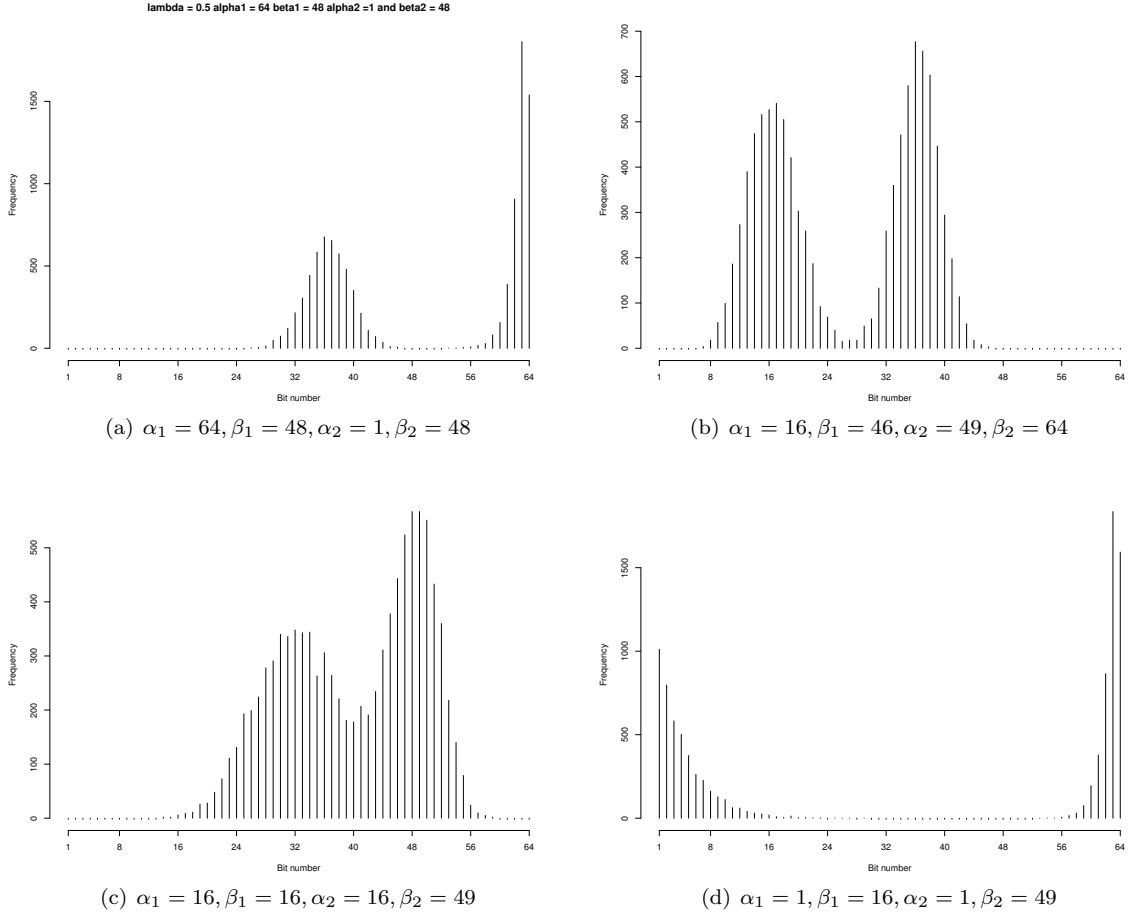 lambda = 0.5 alpha1 = 64 beta1 = 48 alpha2 =1 and beta2 = 48
Frequency
1500
1000
500
0
1 8 16 24 32 40 48 56 64
Bit number
(a) α₁ = 64, β₁ = 48, α₂ = 1, β₂ = 48
Frequency
700
600
500
400
300
200
100
0
1 8 16 24 32 40 48 56 64
Bit number
(b) α₁ = 16, β₁ = 46, α₂ = 49, β₂ = 64
Frequency
500
400
300
200
100
0
1 8 16 24 32 40 48 56 64
Bit number
(c) α₁ = 16, β₁ = 16, α₂ = 16, β₂ = 49
Frequency
1500
1000
500
0
1 8 16 24 32 40 48 56 64
Bit number
(d) α₁ = 1, β₁ = 16, α₂ = 1, β₂ = 49